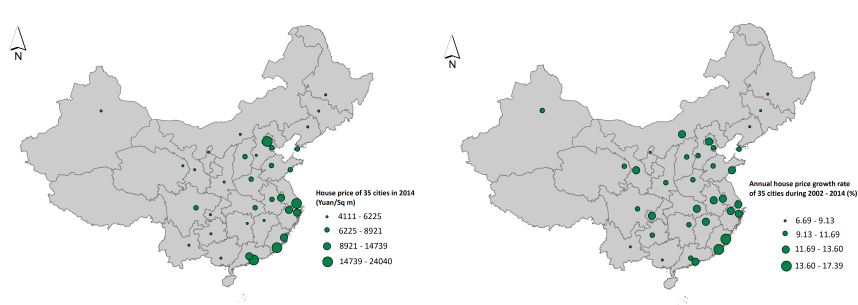 N
House price of 35 cities in 2014
(Yuan/Sq m)
4111 - 6225
6225 - 8921
8921 - 14739
14739 - 24040
N
Annual house price growth rate
of 35 cities during 2002 - 2014 (%)
6.69 - 9.13
9.13 - 11.69
11.69 - 13.60
13.60 - 17.39